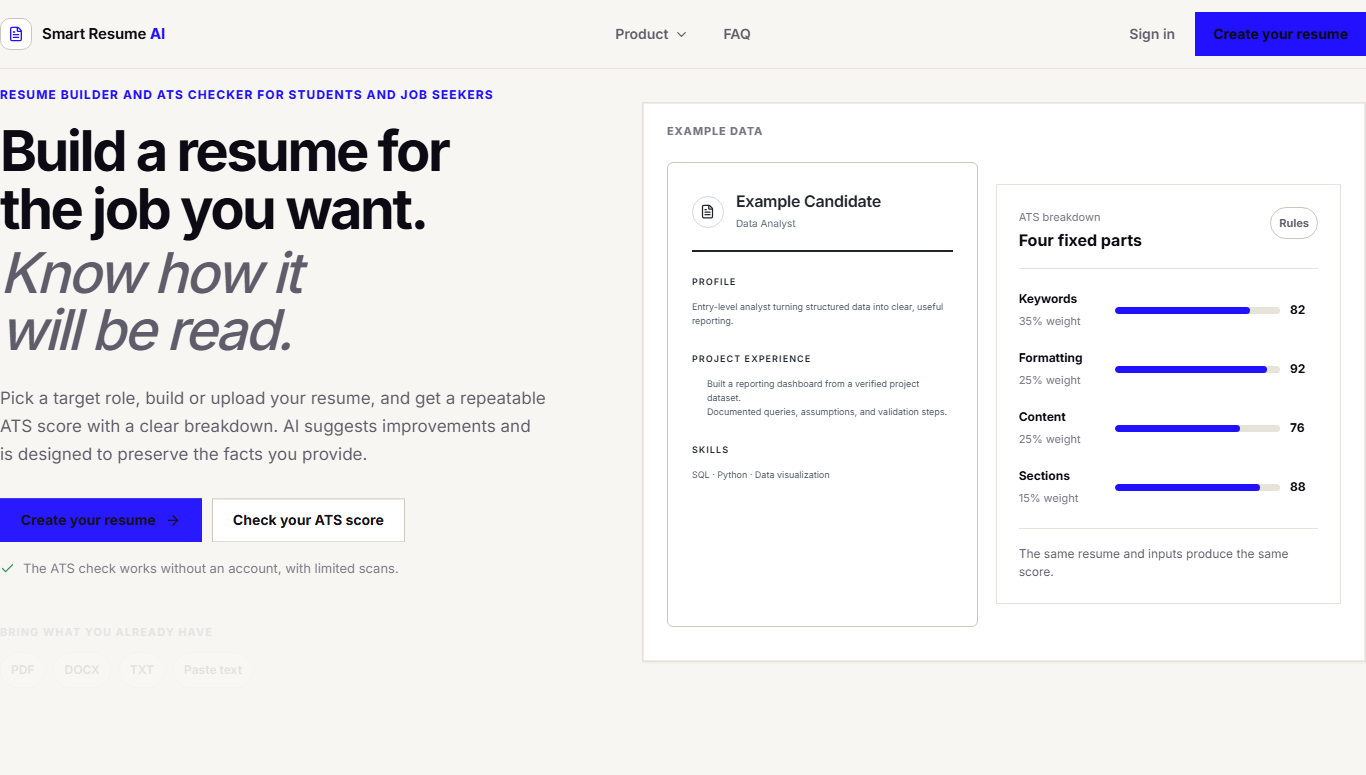 Smart Resume AI
Product
FAQ
Sign in
Create your resume
RESUME BUILDER AND ATS CHECKER FOR STUDENTS AND JOB SEEKERS
Build a resume for
the job you want.
Know how it
will be read.
Pick a target role, build or upload your resume, and get a repeatable
ATS score with a clear breakdown. AI suggests improvements and
is designed to preserve the facts you provide.
Create your resume
Check your ATS score
The ATS check works without an account, with limited scans.
BRING WHAT YOU ALREADY HAVE
PDF
DOCX
TXT
Paste text
EXAMPLE DATA
Example Candidate
Data Analyst
PROFILE
Entry-level analyst turning structured data into clear, useful
reporting.
PROJECT EXPERIENCE
Built a reporting dashboard from a verified project
dataset.
Documented queries, assumptions, and validation steps.
SKILLS
SQL · Python · Data visualization
ATS breakdown
Four fixed parts
Rules
Keywords
35% weight
82
Formatting
25% weight
92
Content
25% weight
76
Sections
15% weight
88
The same resume and inputs produce the same
score.